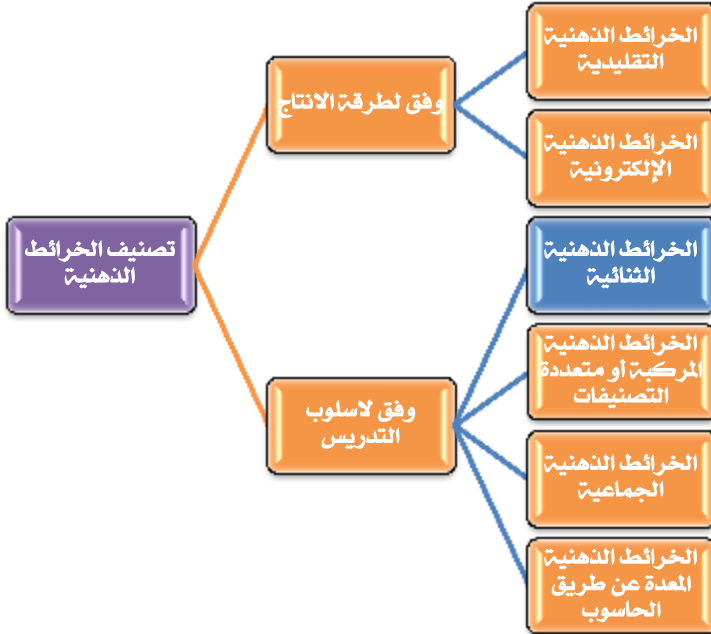 تصنيف الخرائط
الذهنية
وفق لطرقة الانتاج
الخرائط الذهنية
التقليدية
الخرائط الذهنية
الإلكترونية
وفق لاسلوب
التدريس
الخرائط الذهنية
الثنائية
الخرائط الذهنية
المركبة أو متعددة
التصنيفات
الخرائط الذهنية
الجماعية
الخرائط الذهنية
المعدة عن طريق
الحاسوب